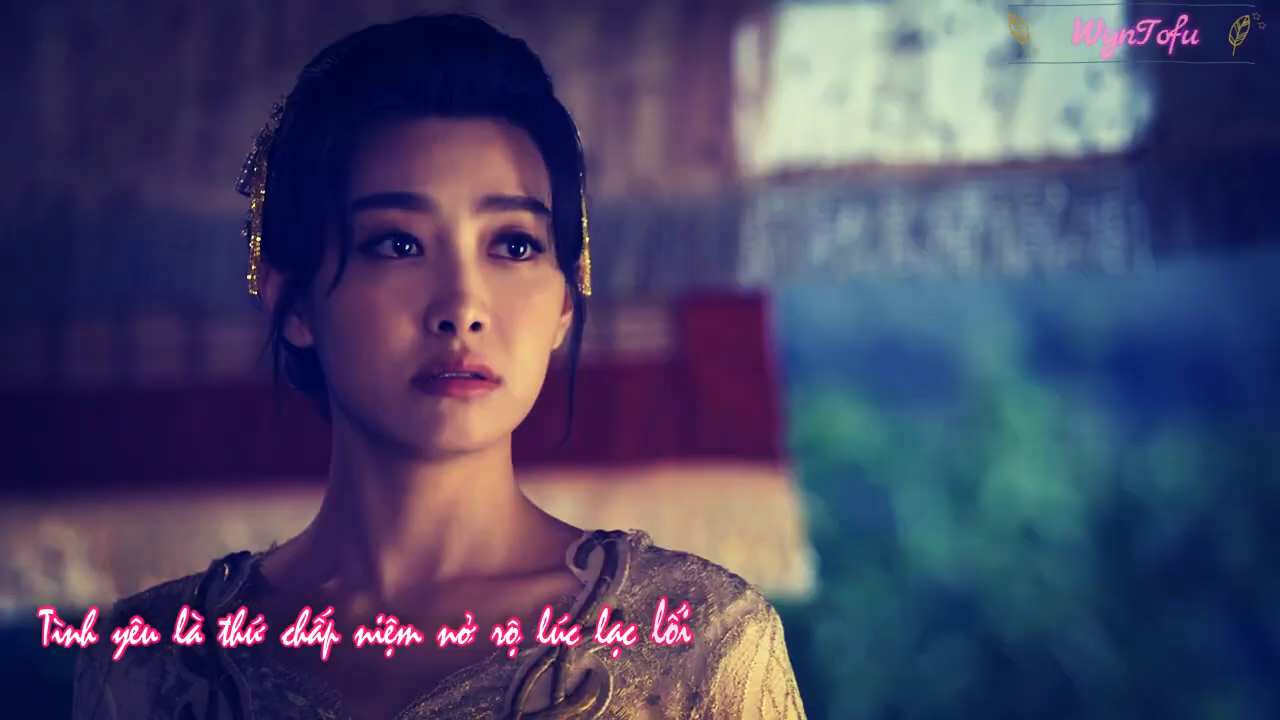 WynTofu
Tình yêu là thứ chấp niệm nở rộ lúc lạc lối